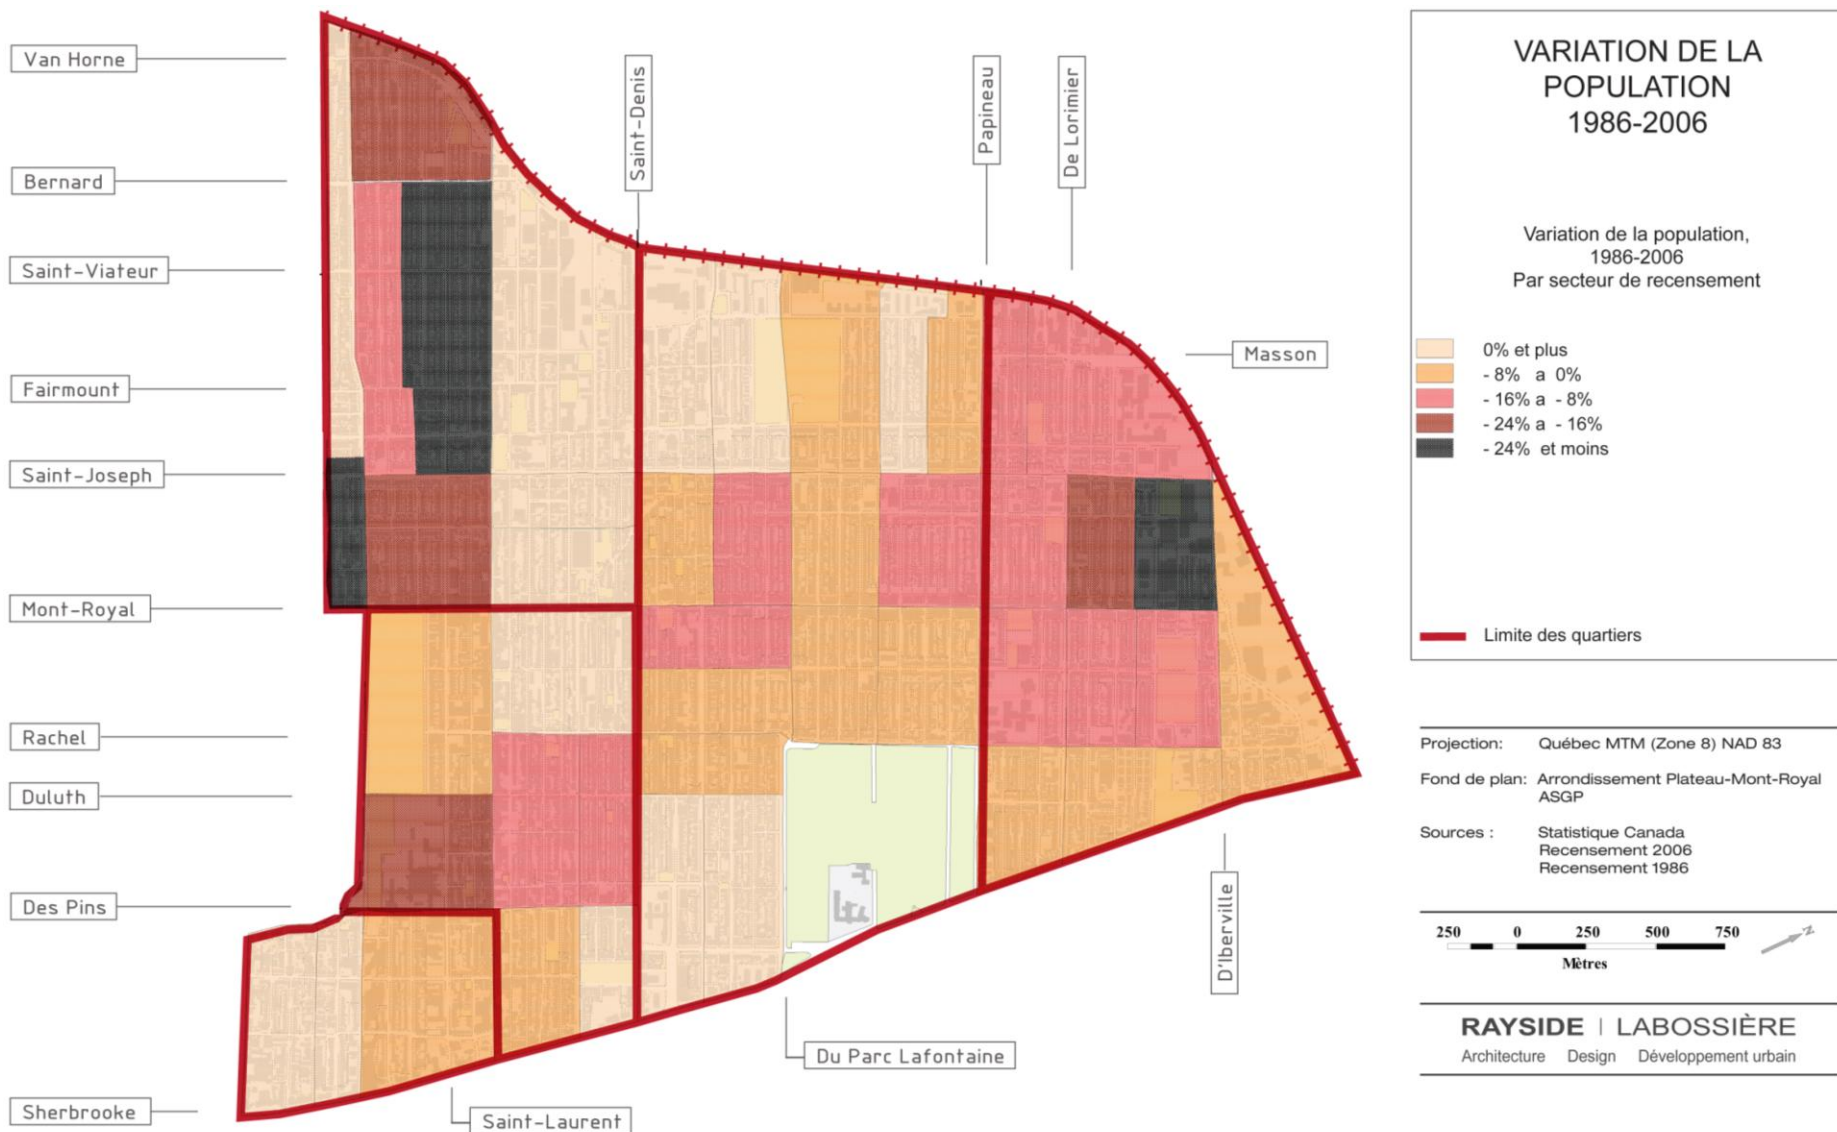 Van Horne
Bernard
Saint-Viateur
Fairmount
Saint-Joseph
Mont-Royal
Rachel
Duluth
Des Pins
Sherbrooke
Saint-Denis
Papineau
De Lorimier
Masson
D'Iberville
Du Parc Lafontaine
Saint-Laurent
VARIATION DE LA
POPULATION
1986-2006
Variation de la population,
1986-2006
Par secteur de recensement
0% et plus
- 8% a 0%
- 16% a - 8%
- 24% a - 16%
- 24% et moins
Limite des quartiers
Projection: Québec MTM (Zone 8) NAD 83
Fond de plan: Arrondissement Plateau-Mont-Royal
ASGP
Sources : Statistique Canada
Recensement 2006
Recensement 1986
250 0 250 500 750
Mètres
N
RAYSIDE | LABOSSIÈRE
Architecture Design Développement urbain